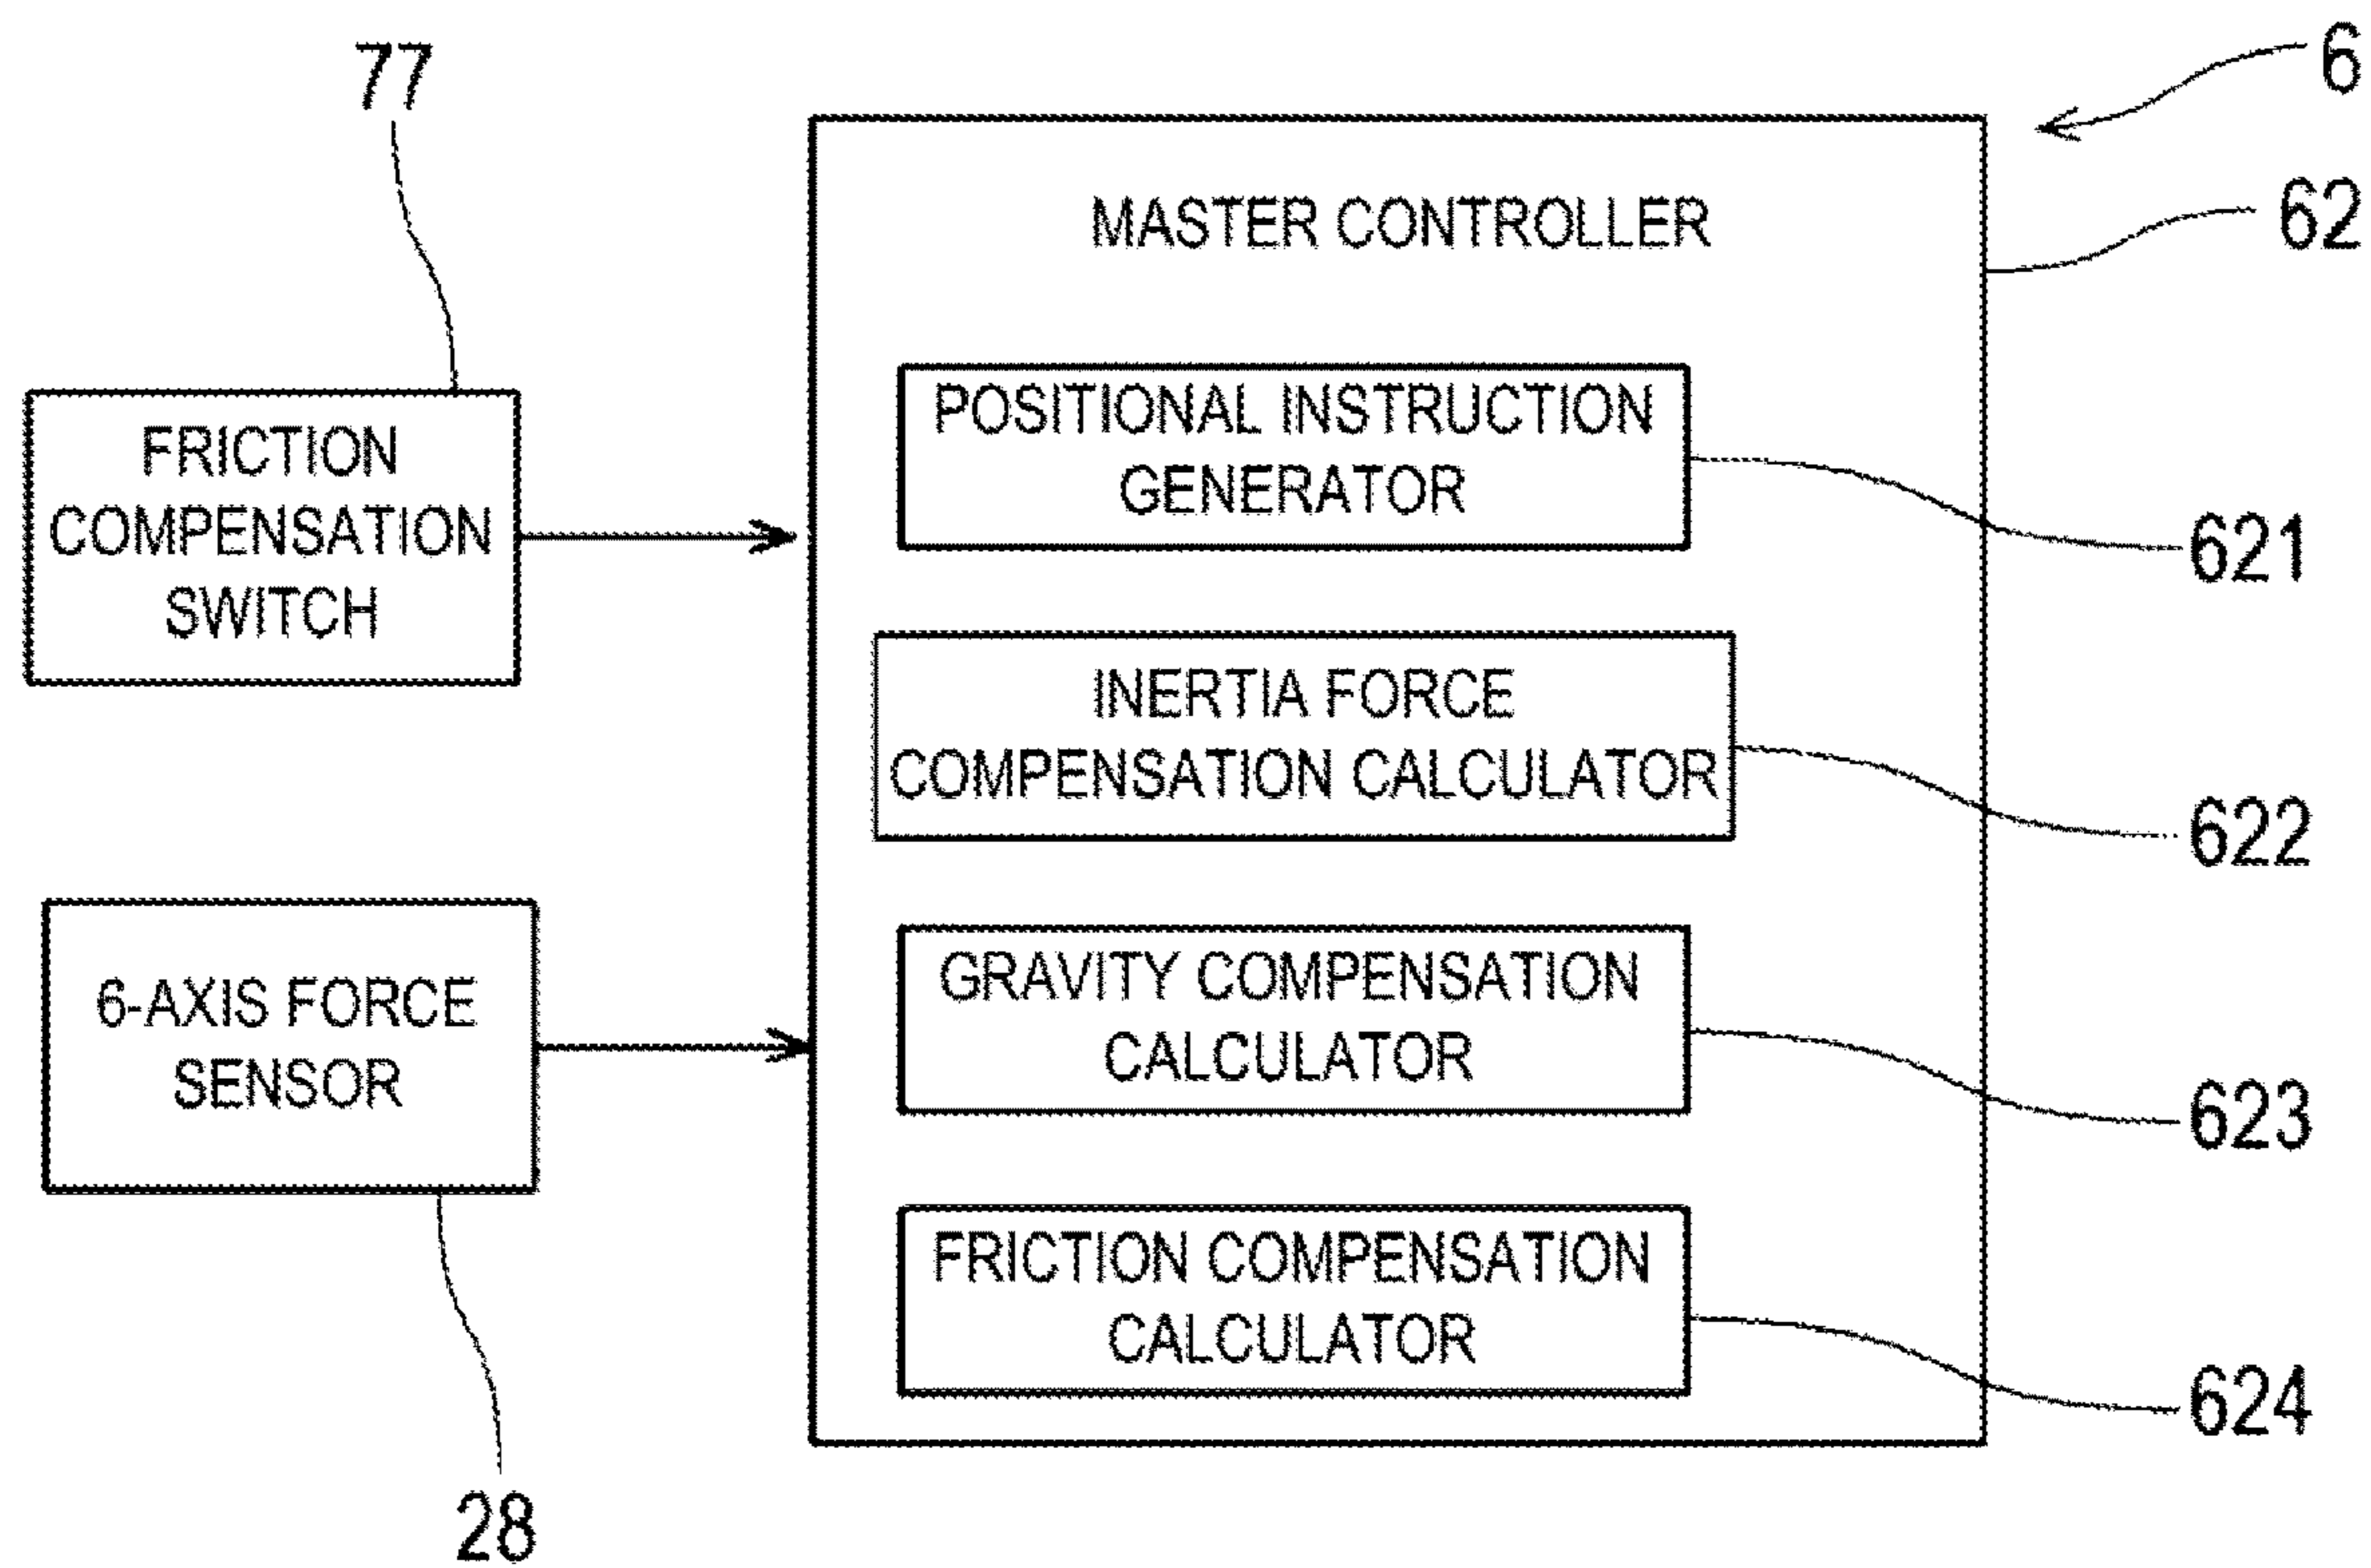 77
6
62
MASTER CONTROLLER
FRICTION
COMPENSATION
SWITCH
POSITIONAL INSTRUCTION
GENERATOR
621
INERTIA FORCE
COMPENSATION CALCULATOR
622
6-AXIS FORCE
SENSOR
28
GRAVITY COMPENSATION
CALCULATOR
623
FRICTION COMPENSATION
CALCULATOR
624